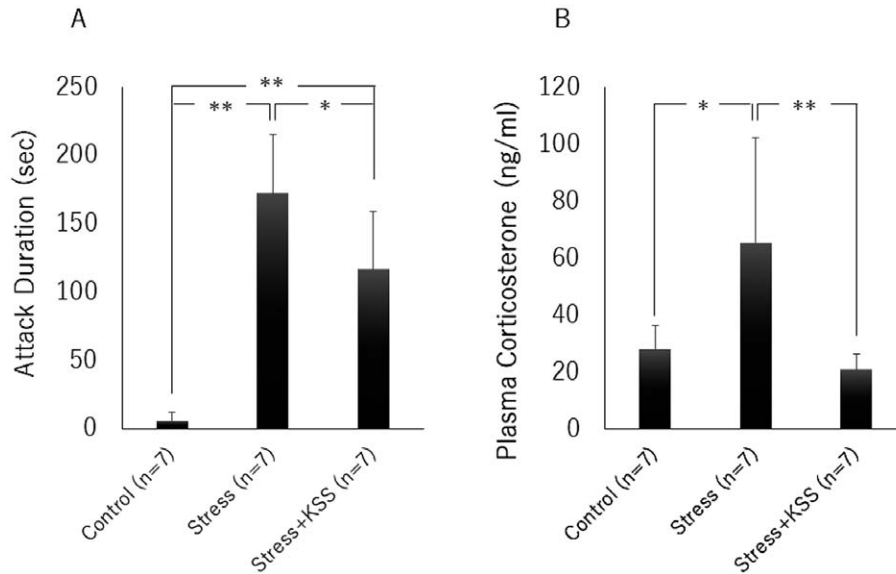 A
Attack Duration (sec)
250
200
150
100
50
0
**
**
*
Control (n=7)
Stress (n=7)
Stress+KSS (n=7)
B
Plasma Corticosterone (ng/ml)
120
100
80
60
40
20
0
*
**
Control (n=7)
Stress (n=7)
Stress+KSS (n=7)